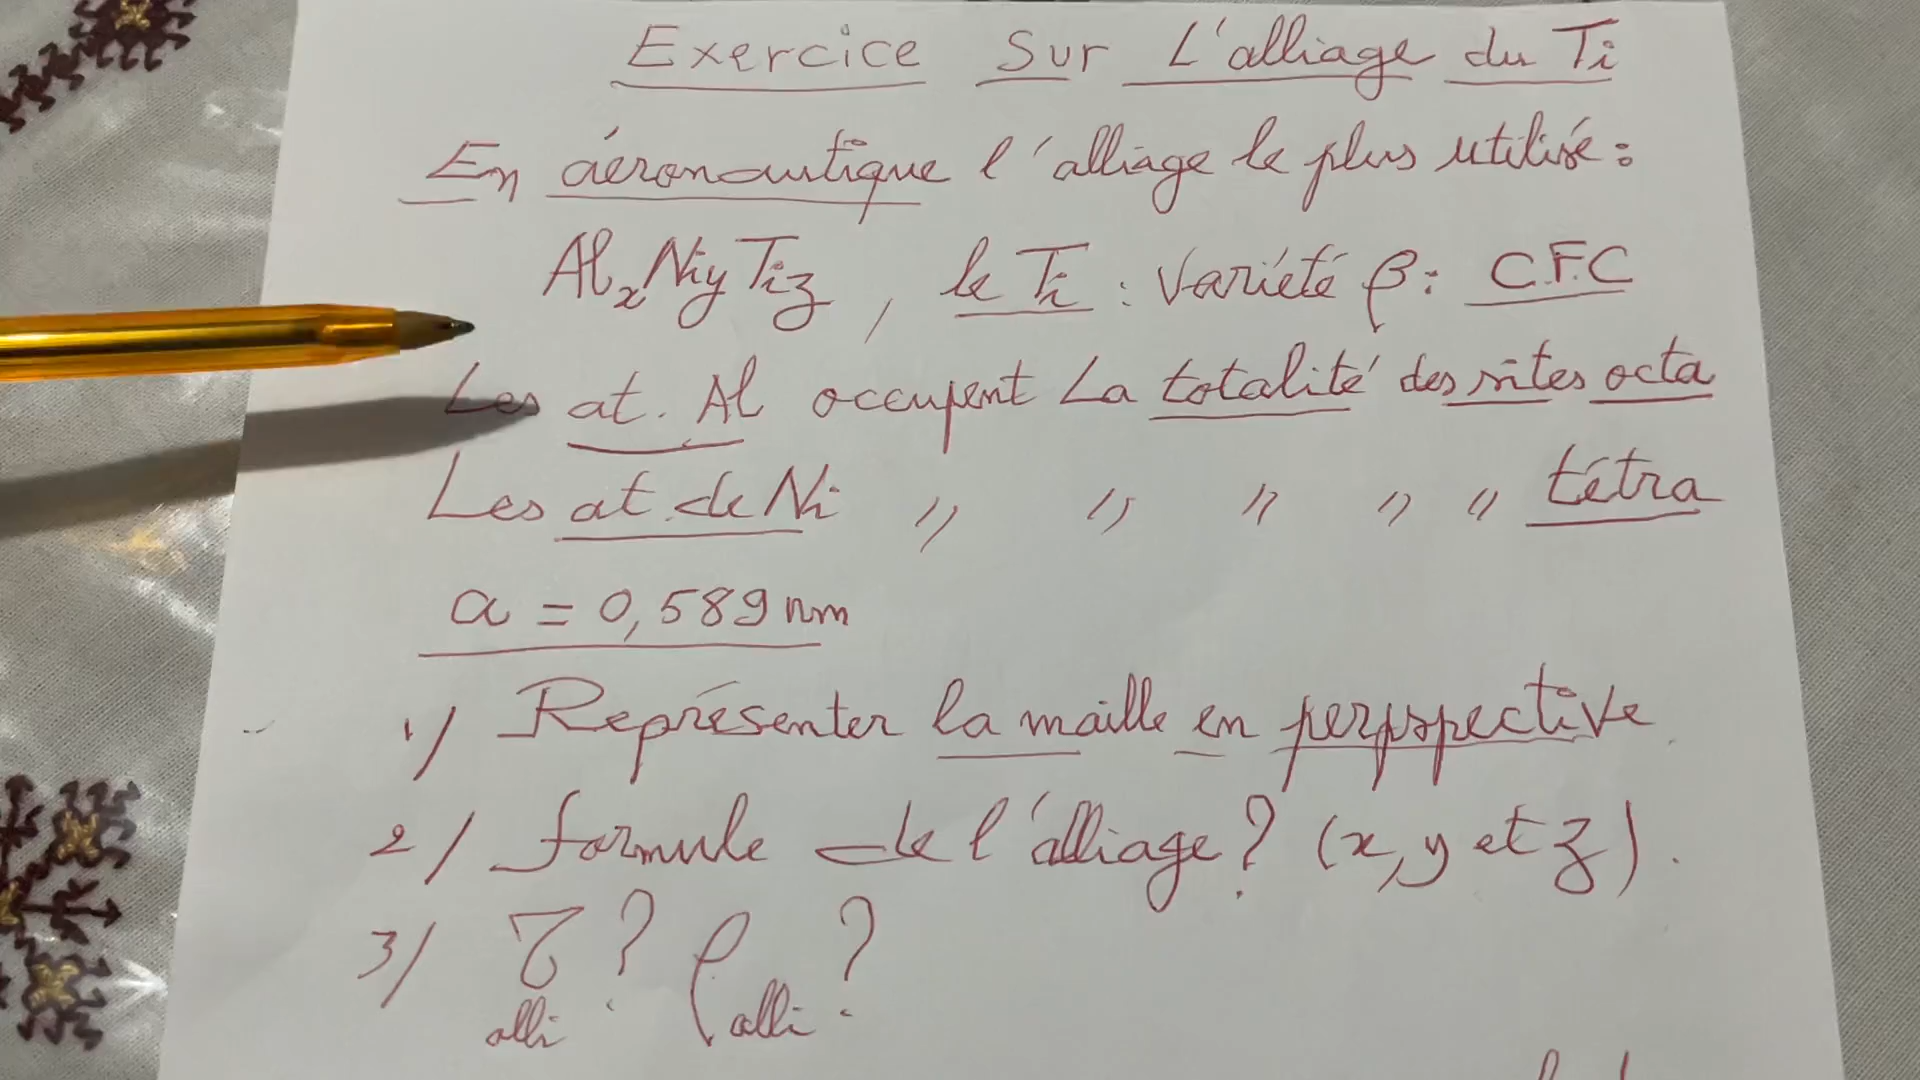 Exercice Sur L'alliage du Ti
En aéronautique l'alliage le plus utilisé :
AlxNiyTiz , le Ti : Variété β : C.F.C
Les at. Al occupent La totalité des sites octa
Les at. de Ni " " " " " tétra
a = 0,589 nm
1/ Représenter la maille en perpspective.
2/ formule de l'alliage ? (x, y et z).
3/ τ alli ? ρ alli ?